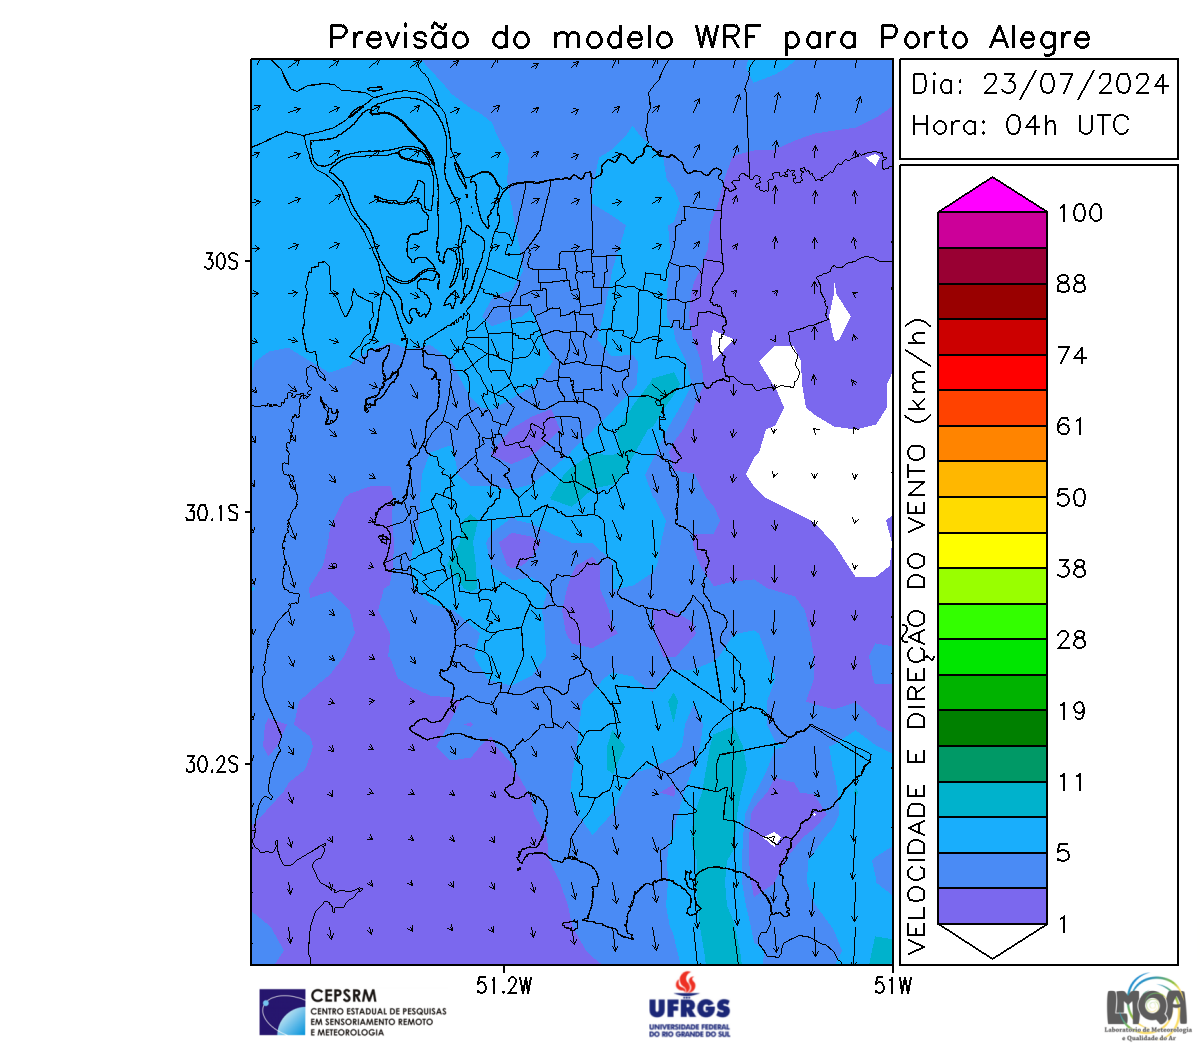 Previsão do modelo WRF para Porto Alegre
Dia: 23/07/2024
Hora: 04h UTC
30S
30.1S
30.2S
51.2W
51W
VELOCIDADE E DIREÇÃO DO VENTO (km/h)
100
88
74
61
50
38
28
19
11
5
1
CEPSRM
CENTRO ESTADUAL DE PESQUISAS
EM SENSORIAMENTO REMOTO
E METEOROLOGIA
UFRGS
UNIVERSIDADE FEDERAL
DO RIO GRANDE DO SUL
LMQA
Laboratório de Meteorologia
e Qualidade do Ar